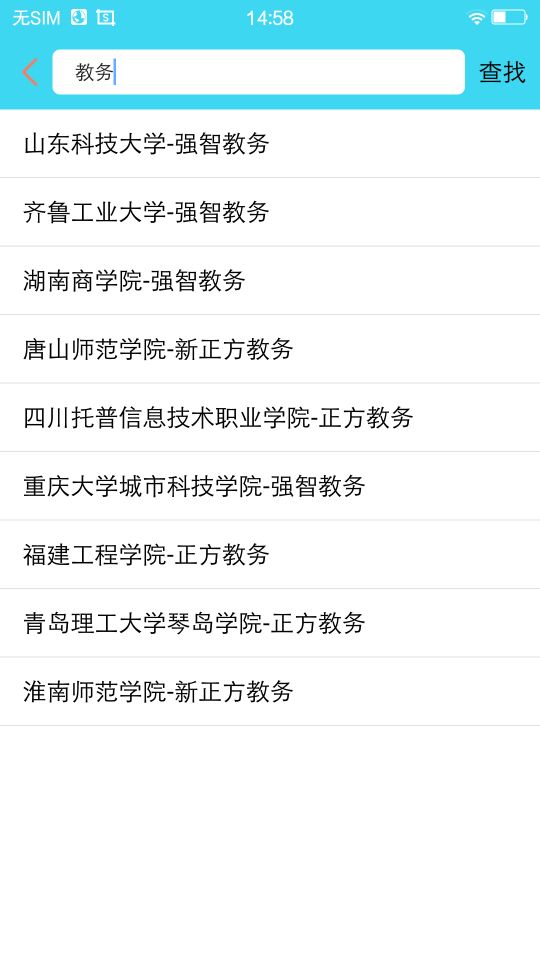 无SIM 14:58
教务 查找
山东科技大学-强智教务
齐鲁工业大学-强智教务
湖南商学院-强智教务
唐山师范学院-新正方教务
四川托普信息技术职业学院-正方教务
重庆大学城市科技学院-强智教务
福建工程学院-正方教务
青岛理工大学琴岛学院-正方教务
淮南师范学院-新正方教务